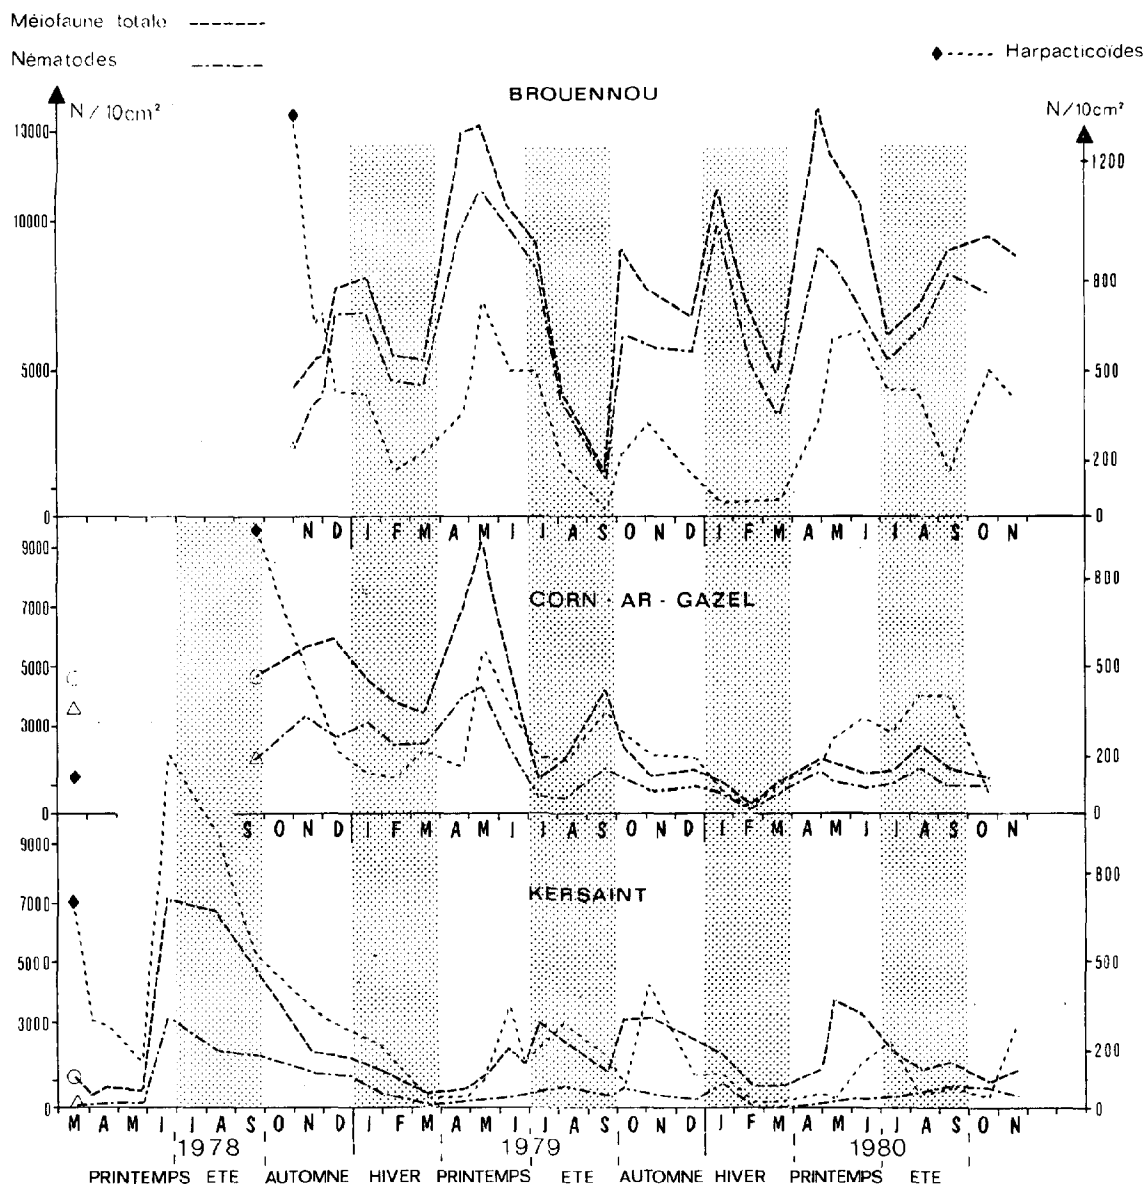 Méiofaune totale
Nématodes
Harpacticoïdes
BROUENNOU
N / 10cm²
N/10cm²
13000
10000
5000
0
1200
800
500
200
0
N D J F M A M J J A S O N D J F M A M J J A S O N
CORN - AR - GAZEL
9000
7000
5000
3000
0
800
500
200
0
S O N D J F M A M J J A S O N D J F M A M J J A S O N
KERSAINT
9000
7000
5000
3000
0
800
500
200
0
M A M J J A S O N D J F M A M J J A S O N D J F M A M J J A S O N
1978 1979 1980
PRINTEMPS ETE AUTOMNE HIVER PRINTEMPS ETE AUTOMNE HIVER PRINTEMPS ETE